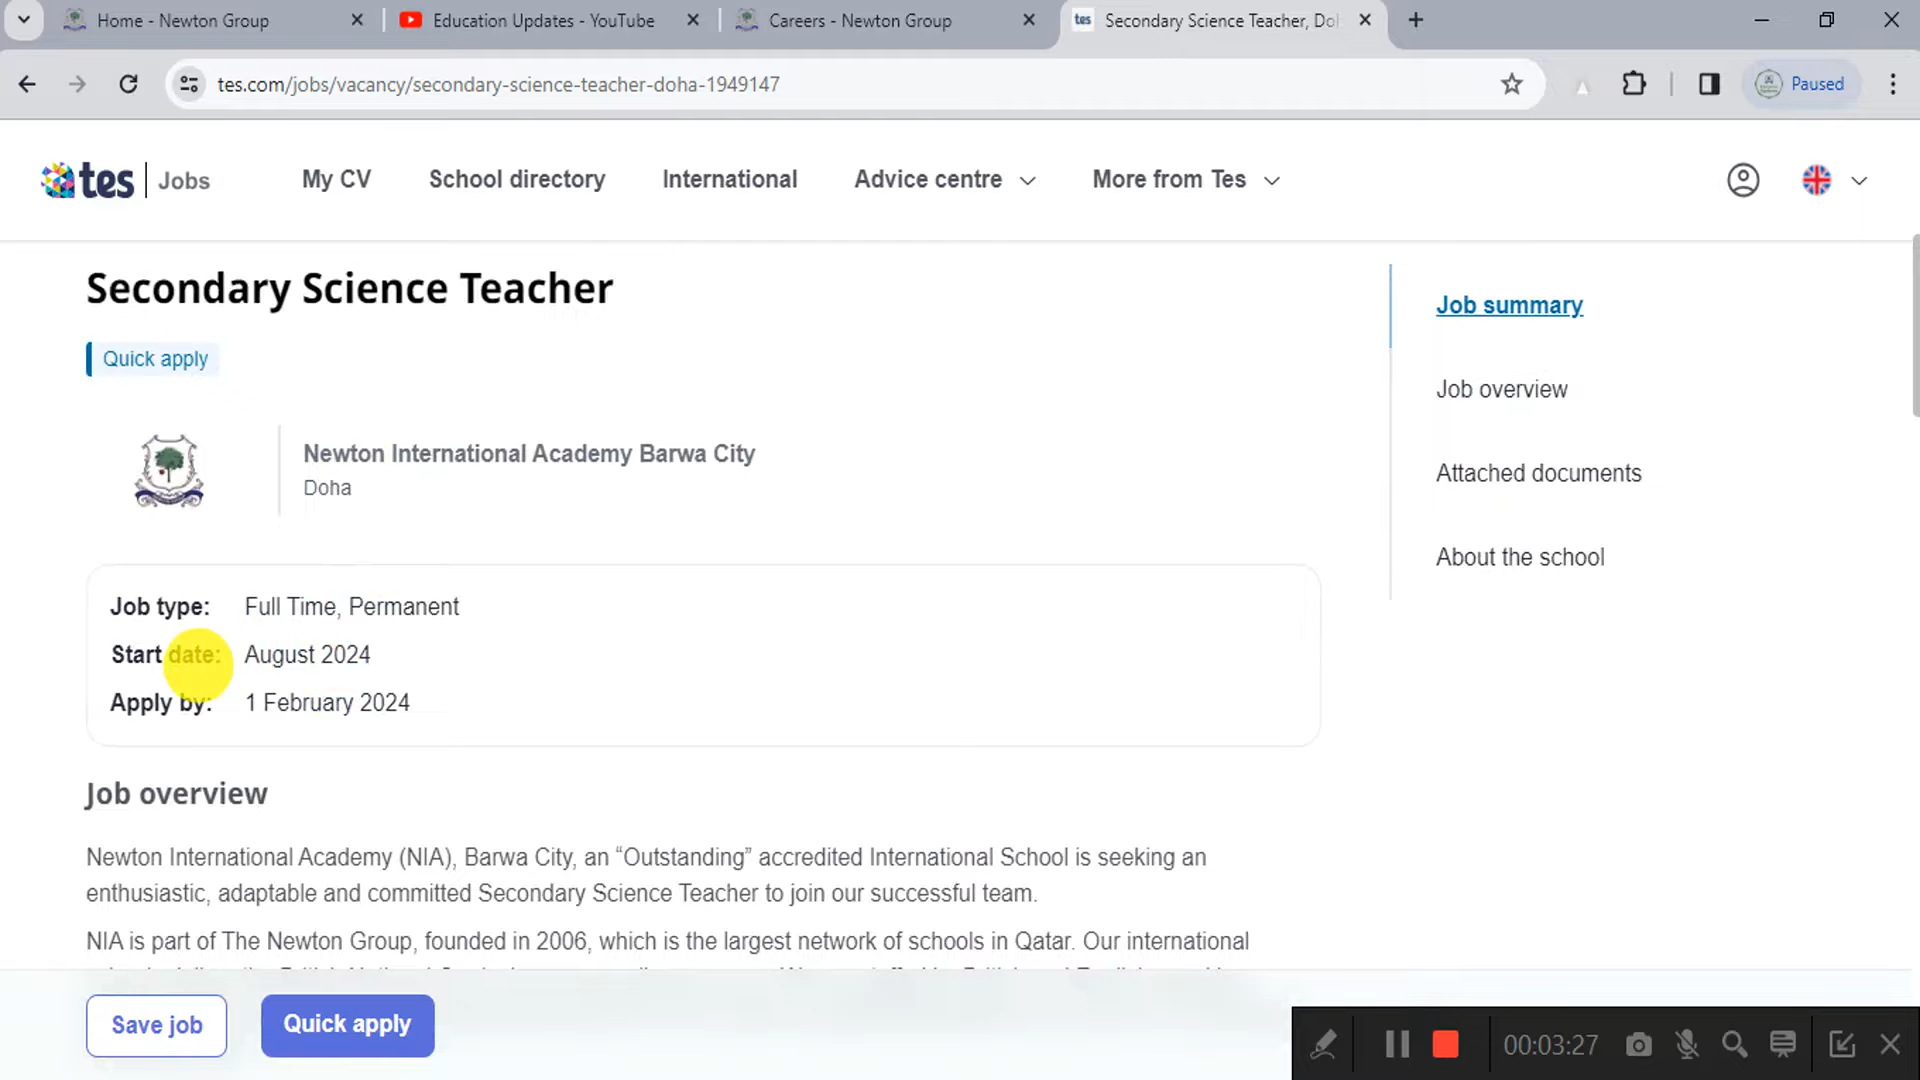 Home - Newton Group
Education Updates - YouTube
Careers - Newton Group
tes Secondary Science Teacher, Doh
tes.com/jobs/vacancy/secondary-science-teacher-doha-1949147
Paused
tes Jobs
My CV
School directory
International
Advice centre
More from Tes
Secondary Science Teacher
Quick apply
Newton International Academy Barwa City
Doha
Job type: Full Time, Permanent
Start date: August 2024
Apply by: 1 February 2024
Job overview
Newton International Academy (NIA), Barwa City, an “Outstanding” accredited International School is seeking an
enthusiastic, adaptable and committed Secondary Science Teacher to join our successful team.
NIA is part of The Newton Group, founded in 2006, which is the largest network of schools in Qatar. Our international
Job summary
Job overview
Attached documents
About the school
Save job
Quick apply
00:03:27